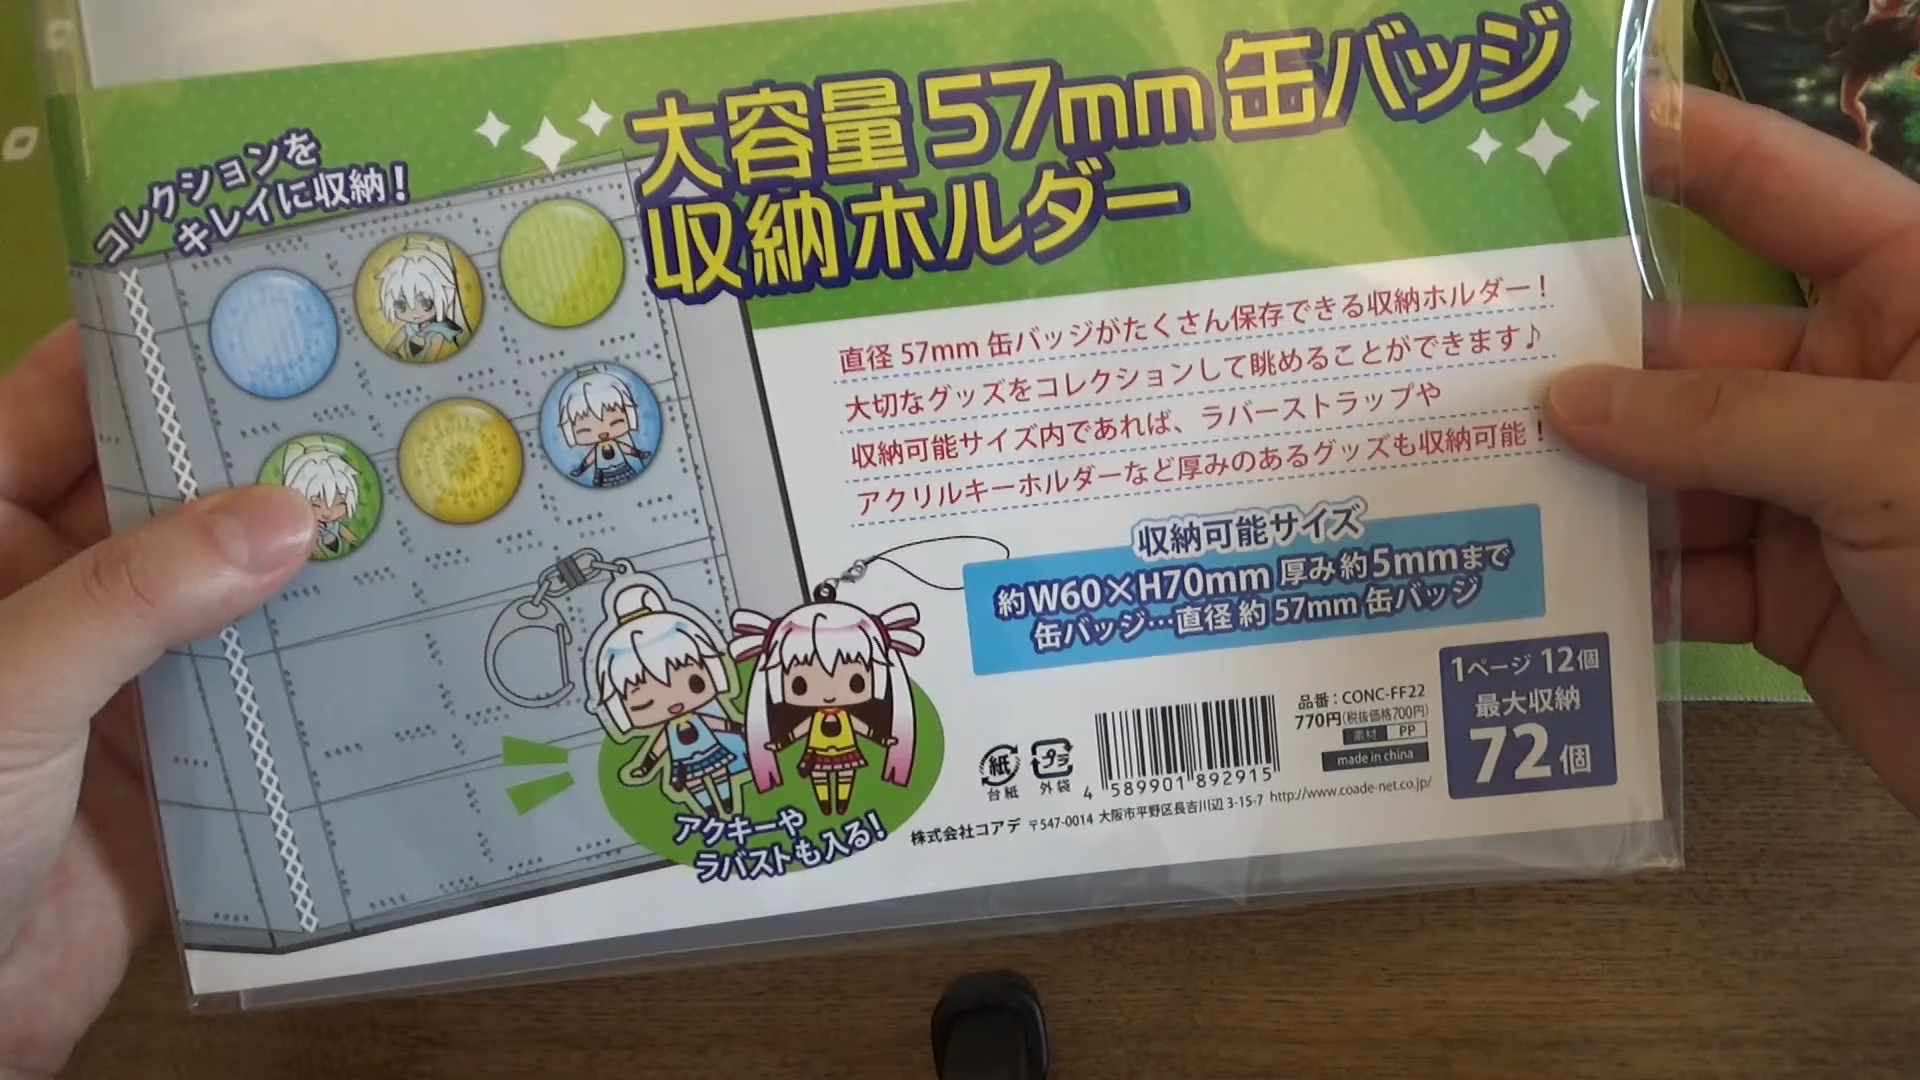 コレクションを
キレイに収納！
大容量57mm缶バッジ
収納ホルダー
直径57mm缶バッジがたくさん保存できる収納ホルダー！
大切なグッズをコレクションして眺めることができます♪
収納可能サイズ内であれば、ラバーストラップや
アクリルキーホルダーなど厚みのあるグッズも収納可能！
収納可能サイズ
約W60×H70mm 厚み約5mmまで
缶バッジ…直径約57mm缶バッジ
1ページ 12個
最大収納
72個
品番：CONC-FF22
770円(税抜価格700円)
素材 PP
made in china
紙
台紙
プラ
外袋
4 589901 892915
アクキーや
ラバストも入る！
株式会社コアデ 〒547-0014 大阪市平野区長吉川辺3-15-7 http://www.coade-net.co.jp/